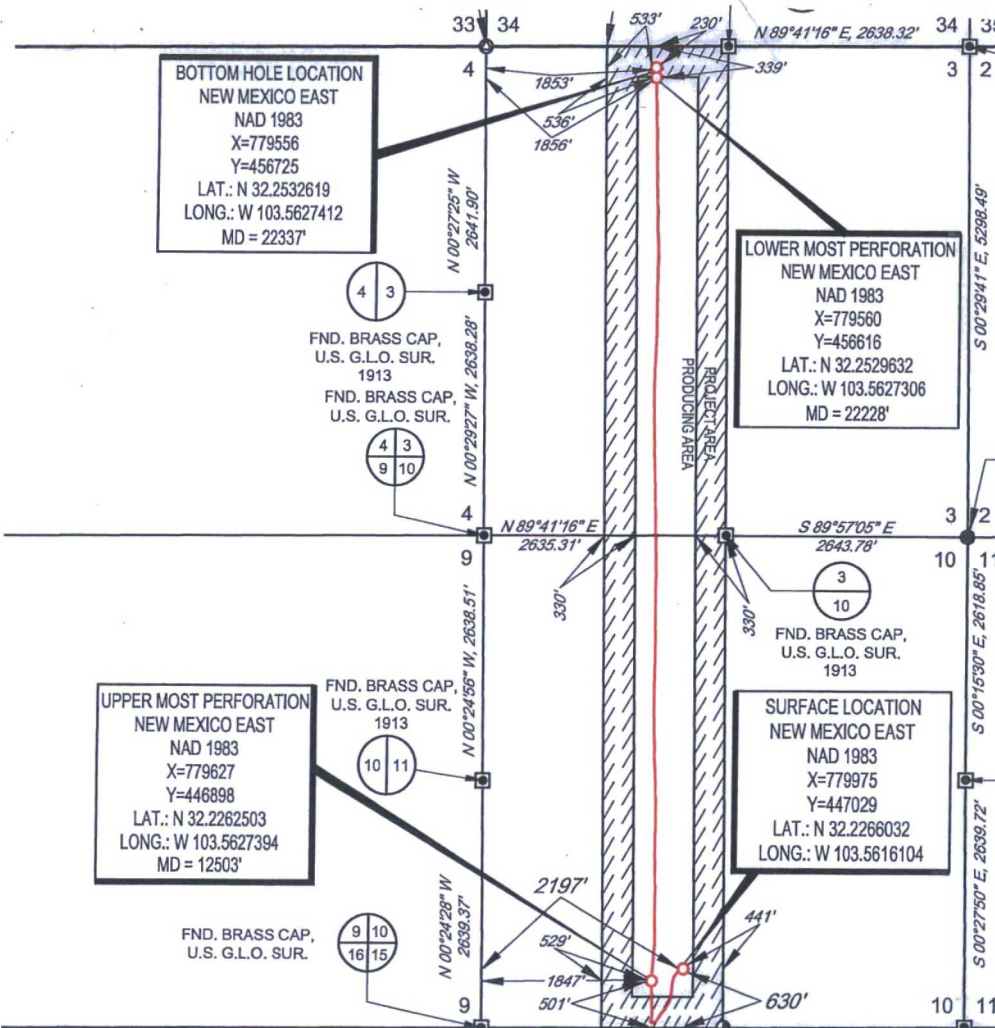 33 34
533'
230'
N 89°41'16" E, 2638.32'
34
4
339'
3 2
1853'
536'
1856'
BOTTOM HOLE LOCATION
NEW MEXICO EAST
NAD 1983
X=779556
Y=456725
LAT.: N 32.2532619
LONG.: W 103.5627412
MD = 22337'
N 00°27'25" W
2641.90'
LOWER MOST PERFORATION
NEW MEXICO EAST
NAD 1983
X=779560
Y=456616
LAT.: N 32.2529632
LONG.: W 103.5627306
MD = 22228'
S 00°29'41" E, 5298.49'
4 3
FND. BRASS CAP,
U.S. G.L.O. SUR.
1913
FND. BRASS CAP,
U.S. G.L.O. SUR.
4 3
9 10
N 00°29'27" W, 2638.28'
PROJECT AREA
PRODUCING AREA
4
9
N 89°41'16" E
2635.31'
S 89°57'05" E
2643.78'
3 2
10 11
330'
330'
3
10
FND. BRASS CAP,
U.S. G.L.O. SUR.
1913
N 00°24'56" W, 2638.51'
S 00°15'30" E, 2618.85'
FND. BRASS CAP,
U.S. G.L.O. SUR.
1913
10 11
UPPER MOST PERFORATION
NEW MEXICO EAST
NAD 1983
X=779627
Y=446898
LAT.: N 32.2262503
LONG.: W 103.5627394
MD = 12503'
SURFACE LOCATION
NEW MEXICO EAST
NAD 1983
X=779975
Y=447029
LAT.: N 32.2266032
LONG.: W 103.5616104
2197'
441'
529'
1847'
501'
630'
N 00°24'28" W
2639.37'
S 00°27'50" E, 2639.72'
FND. BRASS CAP,
U.S. G.L.O. SUR.
9 10
16 15
9
10 11